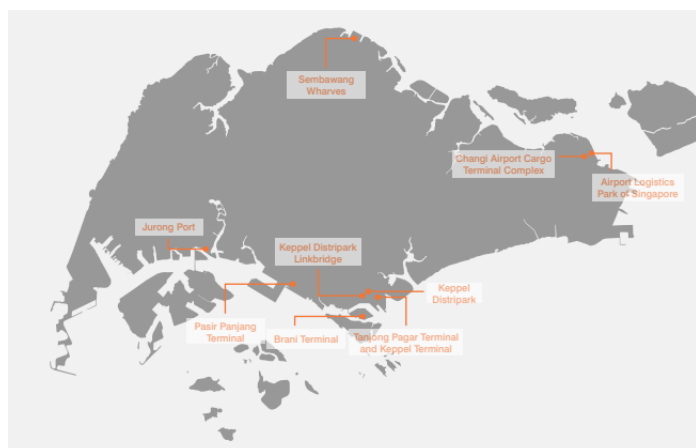 Sembawang
Wharves
Changi Airport Cargo
Terminal Complex
Airport Logistics
Park of Singapore
Jurong Port
Keppel Distripark
Linkbridge
Keppel
Distripark
Pasir Panjang
Terminal
Brani Terminal
Tanjong Pagar Terminal
and Keppel Terminal